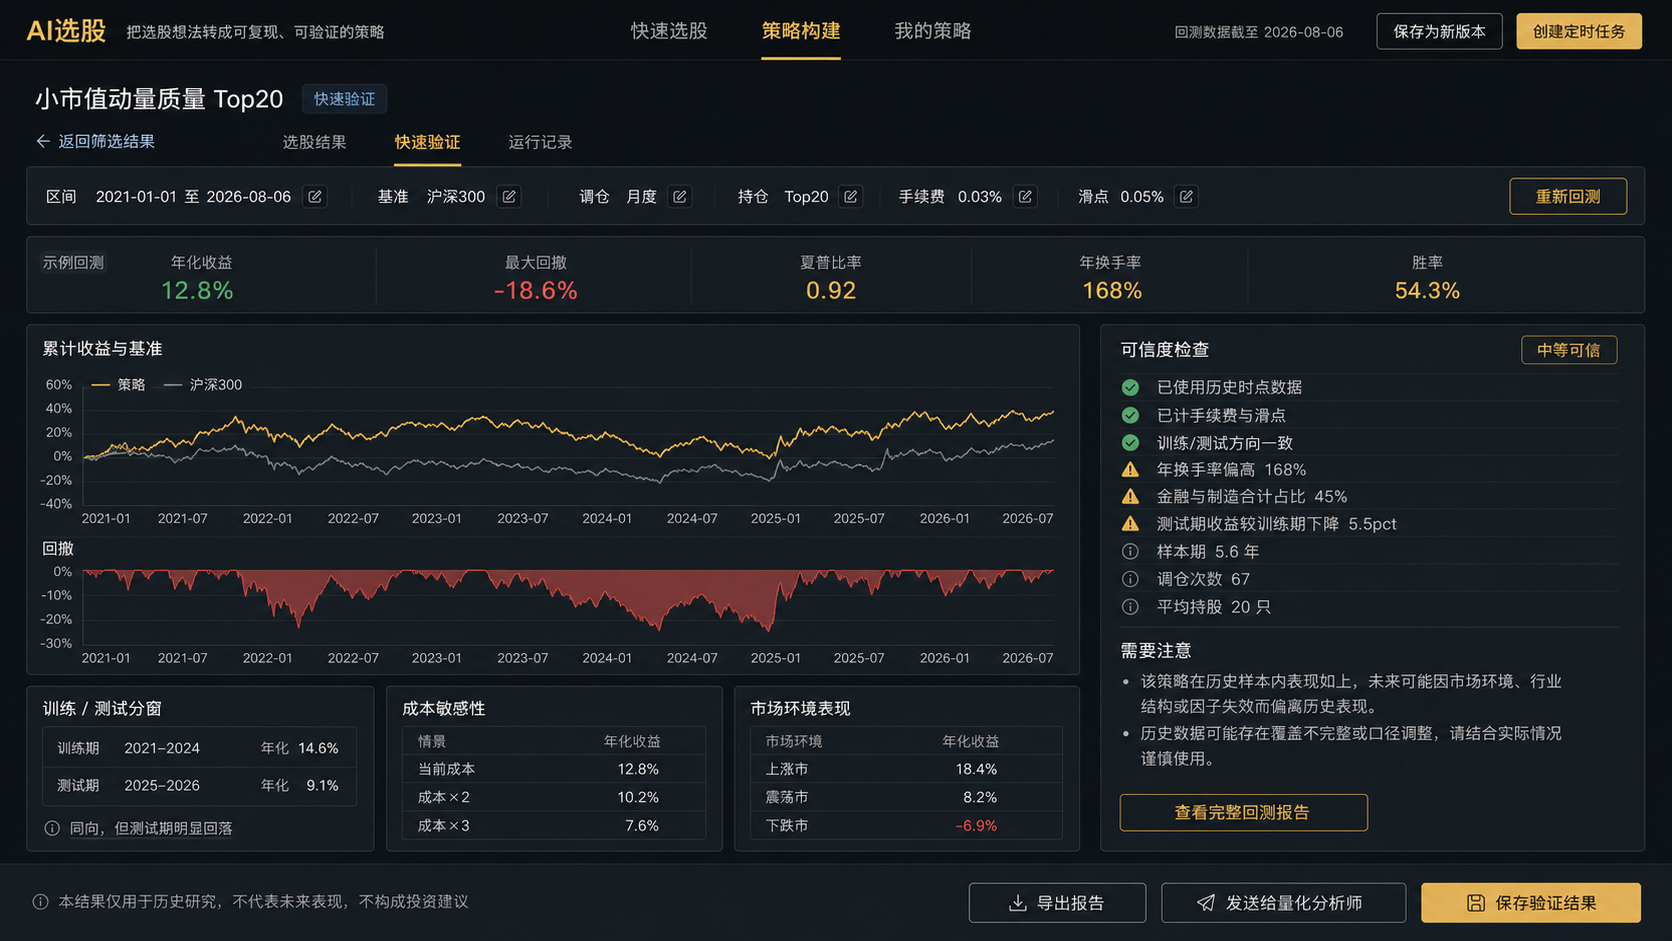 AI选股 把选股想法转成可复现、可验证的策略 快速选股 策略构建 我的策略 回测数据截至 2026-08-06 保存为新版本 创建定时任务
小市值动量质量 Top20 快速验证
← 返回筛选结果 选股结果 快速验证 运行记录
区间 2021-01-01 至 2026-08-06 基准 沪深300 调仓 月度 持仓 Top20 手续费 0.03% 滑点 0.05% 重新回测
示例回测 年化收益 最大回撤 夏普比率 年换手率 胜率
12.8% -18.6% 0.92 168% 54.3%
累计收益与基准
策略 沪深300
60%
40%
20%
0%
-20%
-40%
2021-01 2021-07 2022-01 2022-07 2023-01 2023-07 2024-01 2024-07 2025-01 2025-07 2026-01 2026-07
回撤
0%
-10%
-20%
-30%
2021-01 2021-07 2022-01 2022-07 2023-01 2023-07 2024-01 2024-07 2025-01 2025-07 2026-01 2026-07
可信度检查 中等可信
已使用历史时点数据
已计手续费与滑点
训练/测试方向一致
年换手率偏高 168%
金融与制造合计占比 45%
测试期收益较训练期下降 5.5pct
样本期 5.6 年
调仓次数 67
平均持股 20 只
需要注意
• 该策略在历史样本内表现如上，未来可能因市场环境、行业
结构或因子失效而偏离历史表现。
• 历史数据可能存在覆盖不完整或口径调整，请结合实际情况
谨慎使用。
查看完整回测报告
训练 / 测试分窗
训练期 2021–2024 年化 14.6%
测试期 2025–2026 年化 9.1%
同向，但测试期明显回落
成本敏感性
情景 年化收益
当前成本 12.8%
成本×2 10.2%
成本×3 7.6%
市场环境表现
市场环境 年化收益
上涨市 18.4%
震荡市 8.2%
下跌市 -6.9%
本结果仅用于历史研究，不代表未来表现，不构成投资建议 导出报告 发送给量化分析师 保存验证结果